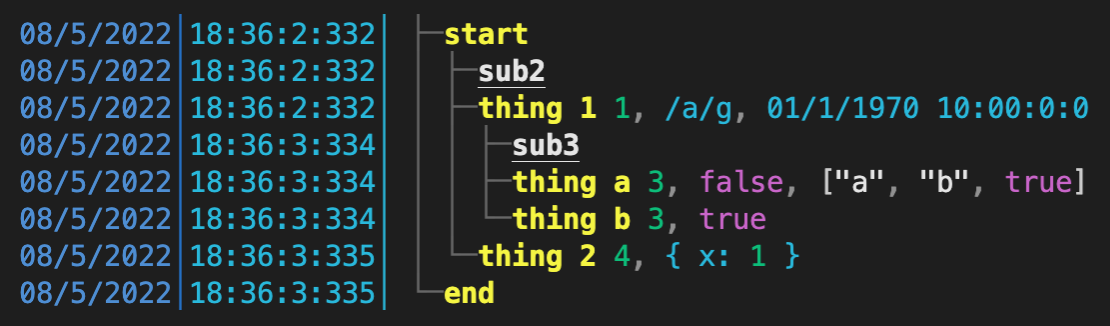 08/5/2022 18:36:2:332 start
08/5/2022 18:36:2:332 sub2
08/5/2022 18:36:2:332 thing 1 1, /a/g, 01/1/1970 10:00:0:0
08/5/2022 18:36:3:334 sub3
08/5/2022 18:36:3:334 thing a 3, false, ["a", "b", true]
08/5/2022 18:36:3:334 thing b 3, true
08/5/2022 18:36:3:335 thing 2 4, { x: 1 }
08/5/2022 18:36:3:335 end